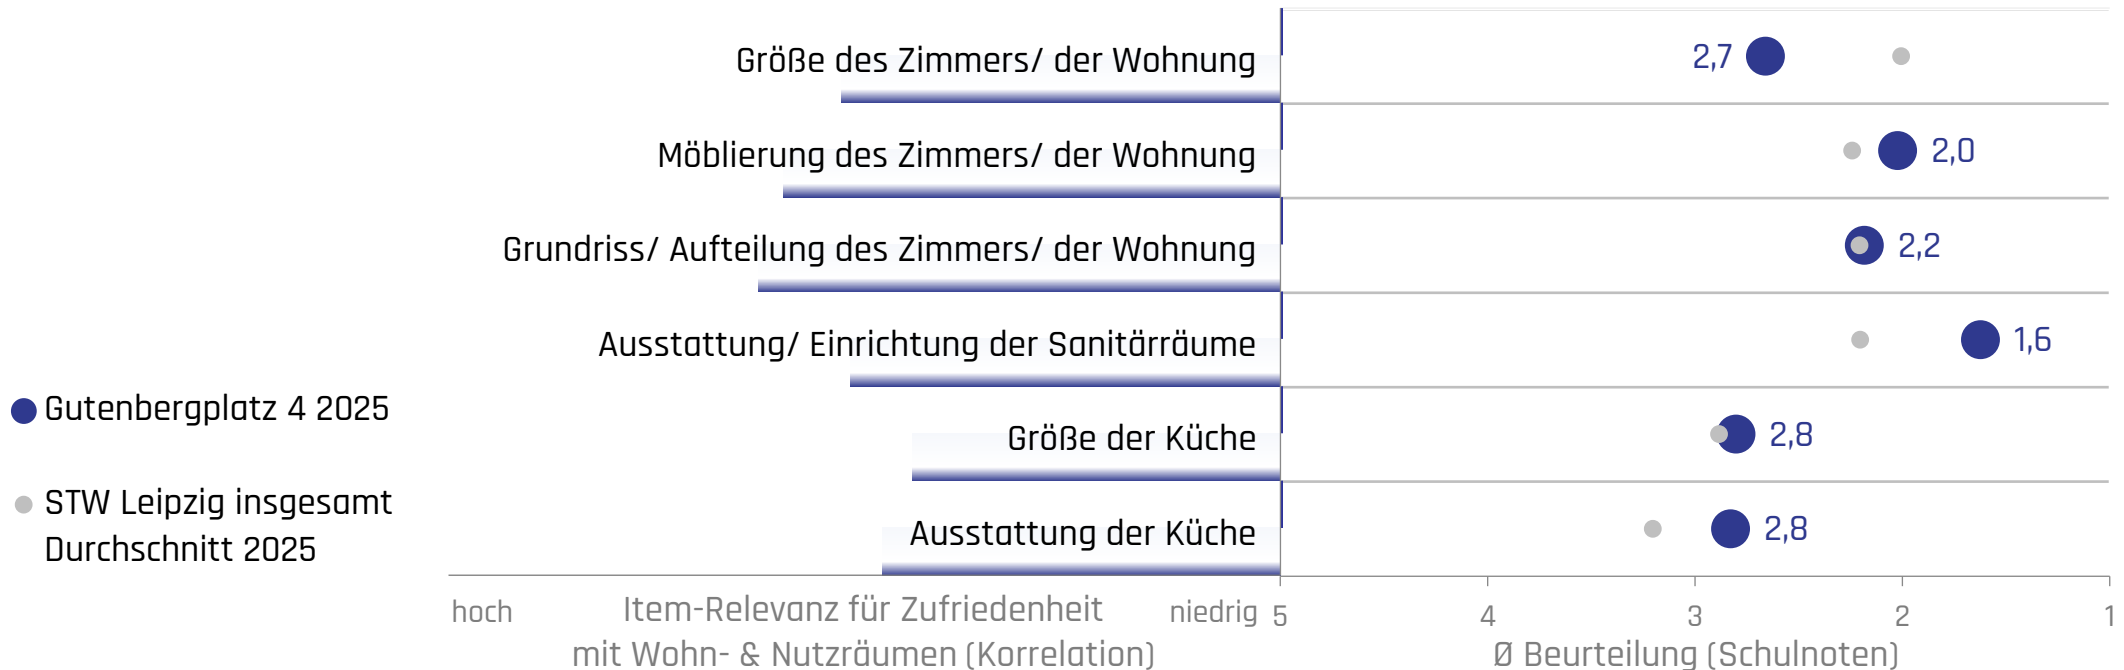 Größe des Zimmers/ der Wohnung
2,7
Möblierung des Zimmers/ der Wohnung
2,0
Grundriss/ Aufteilung des Zimmers/ der Wohnung
2,2
Ausstattung/ Einrichtung der Sanitärräume
1,6
Größe der Küche
2,8
Ausstattung der Küche
2,8
Gutenbergplatz 4 2025
STW Leipzig insgesamt
Durchschnitt 2025
hoch
Item-Relevanz für Zufriedenheit
mit Wohn- & Nutzräumen (Korrelation)
niedrig
5 4 3 2 1
Ø Beurteilung (Schulnoten)